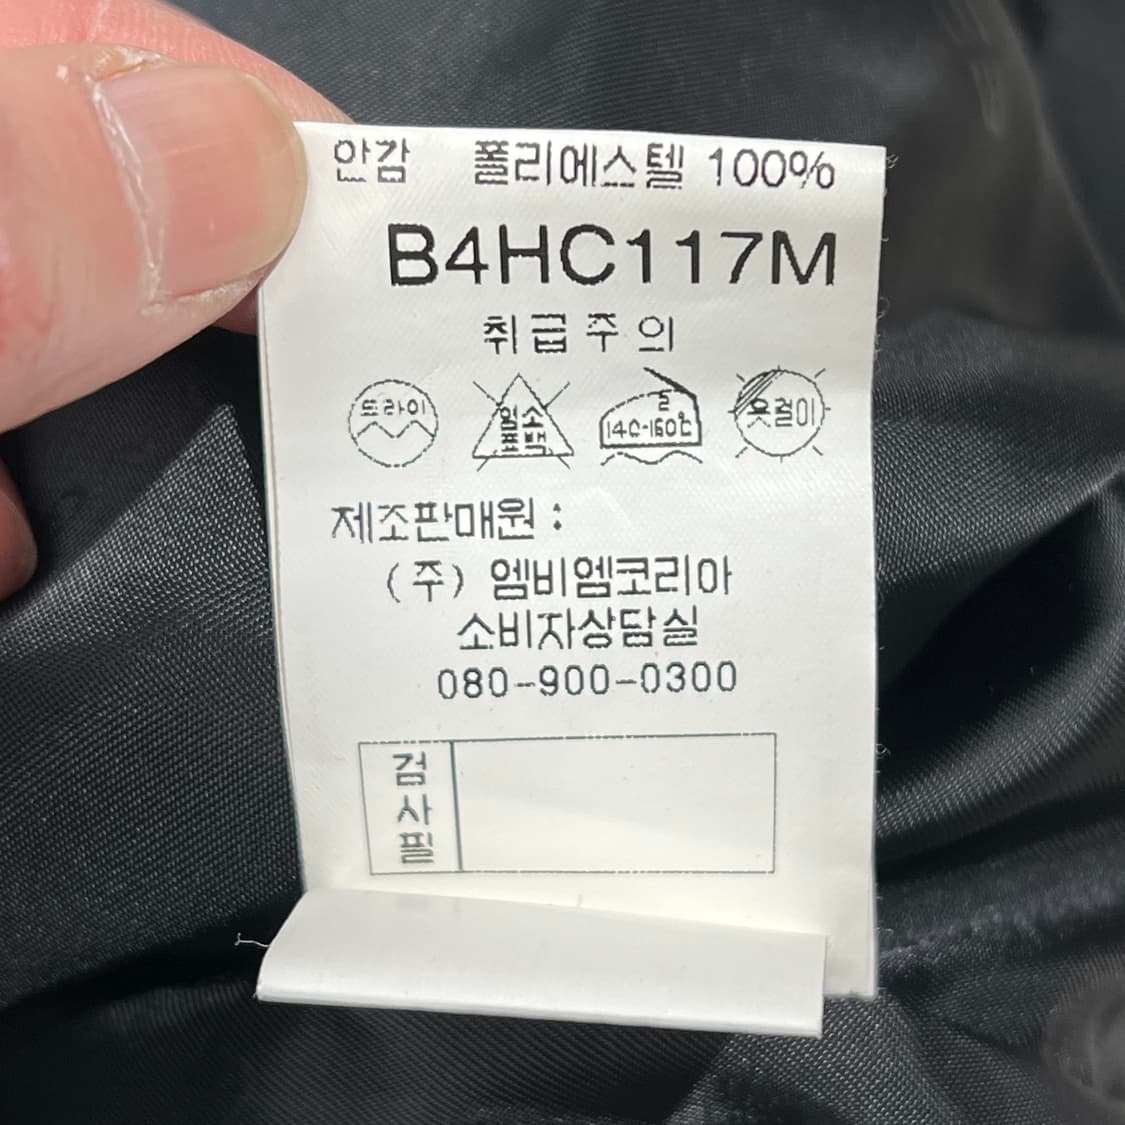 안감 폴리에스텔 100%
B4HC117M
취급주의
드라이
염소
표백
2
140-160℃
옷걸이
제조판매원 :
(주) 엠비엠코리아
소비자상담실
080-900-0300
검
사
필